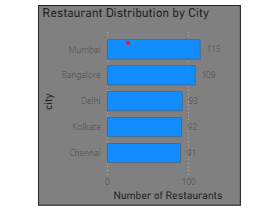 Restaurant Distribution by City
Mumbai 115
Bangalore 109
Delhi 93
Kolkata 92
Chennai 91
city
0 100
Number of Restaurants